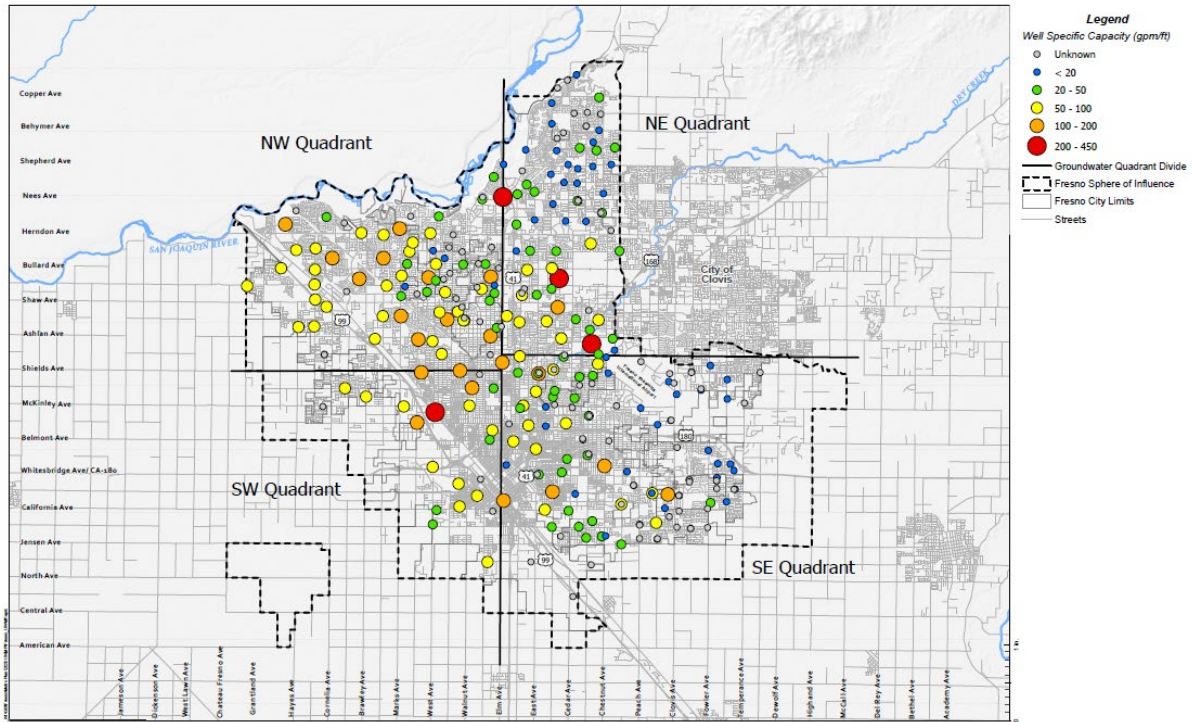 Legend
Well Specific Capacity (gpm/ft)
Unknown
< 20
20 - 50
50 - 100
100 - 200
200 - 450
Groundwater Quadrant Divide
Fresno Sphere of Influence
Fresno City Limits
Streets
Copper Ave
Behymer Ave
Shepherd Ave
Nees Ave
Herndon Ave
Bullard Ave
Shaw Ave
Ashlan Ave
Shields Ave
McKinley Ave
Belmont Ave
Whitesbridge Ave/ CA-180
California Ave
Jensen Ave
North Ave
Central Ave
American Ave
NW Quadrant
NE Quadrant
DRY CREEK
SAN JOAQUIN RIVER
168
City of
Clovis
41
99
180
41
99
SW Quadrant
SE Quadrant
Jameson Ave
Dickenson Ave
West Lawn Ave
Chateau Fresno Ave
Grantland Ave
Hayes Ave
Cornelia Ave
Brawley Ave
Marks Ave
West Ave
Walnut Ave
Elm Ave
East Ave
Cedar Ave
Chestnut Ave
Peach Ave
Clovis Ave
Fowler Ave
Temperance Ave
Dewolf Ave
Highland Ave
McCall Ave
Del Rey Ave
Bethel Ave
Academy Ave
1 in.